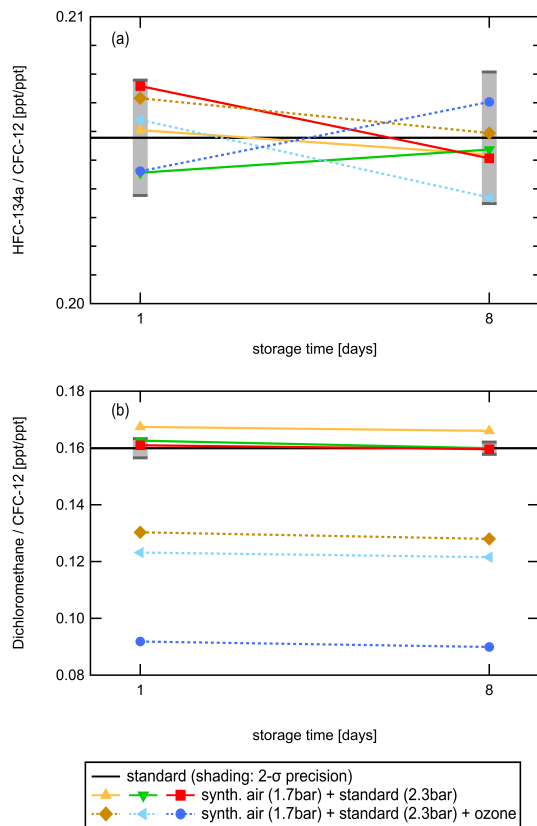 0.21
(a)
HFC-134a / CFC-12 [ppt/ppt]
0.20
1
8
storage time [days]
0.18
(b)
0.16
0.14
0.12
0.10
0.08
Dichloromethane / CFC-12 [ppt/ppt]
1
8
storage time [days]
standard (shading: 2-σ precision)
synth. air (1.7bar) + standard (2.3bar)
synth. air (1.7bar) + standard (2.3bar) + ozone